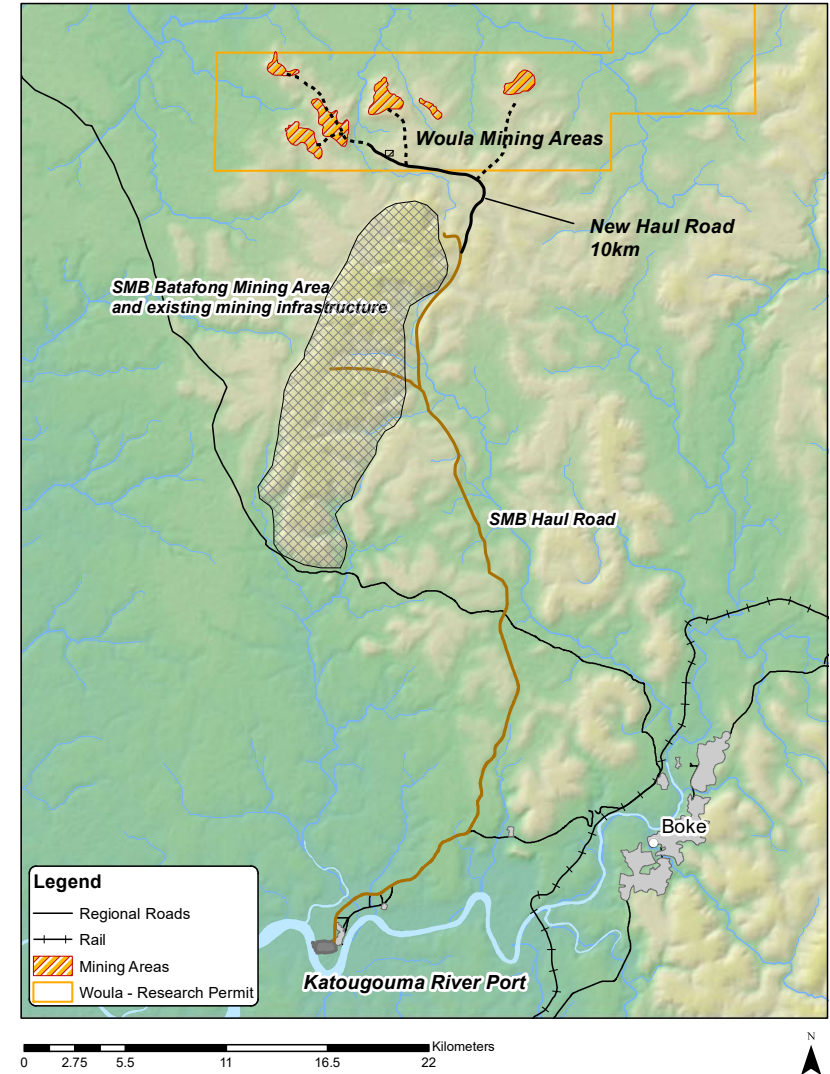 Woula Mining Areas
New Haul Road
10km
SMB Batafong Mining Area
and existing mining infrastructure
SMB Haul Road
Boke
Katougouma River Port
Legend
Regional Roads
Rail
Mining Areas
Woula - Research Permit
Kilometers
0 2.75 5.5 11 16.5 22
N